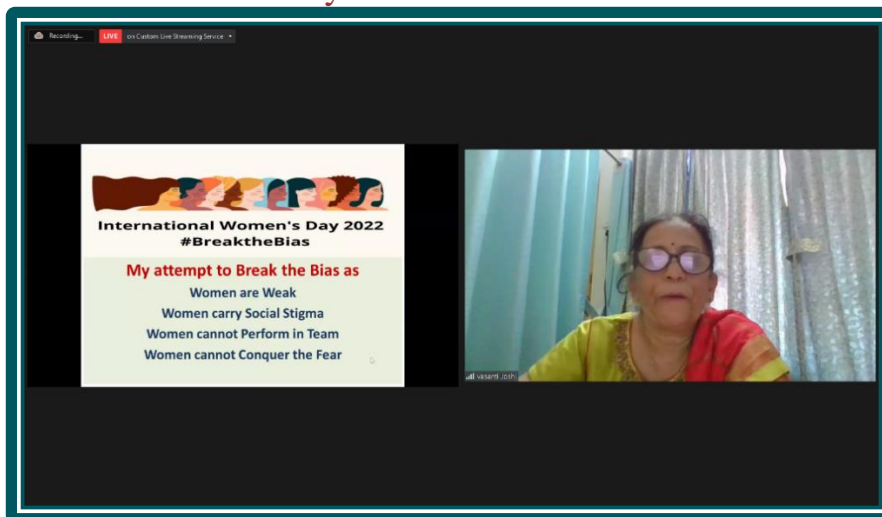 Recording...
LIVE on Custom Live Streaming Service
International Women's Day 2022
#BreaktheBias
My attempt to Break the Bias as
Women are Weak
Women carry Social Stigma
Women cannot Perform in Team
Women cannot Conquer the Fear
Vasanti Joshi